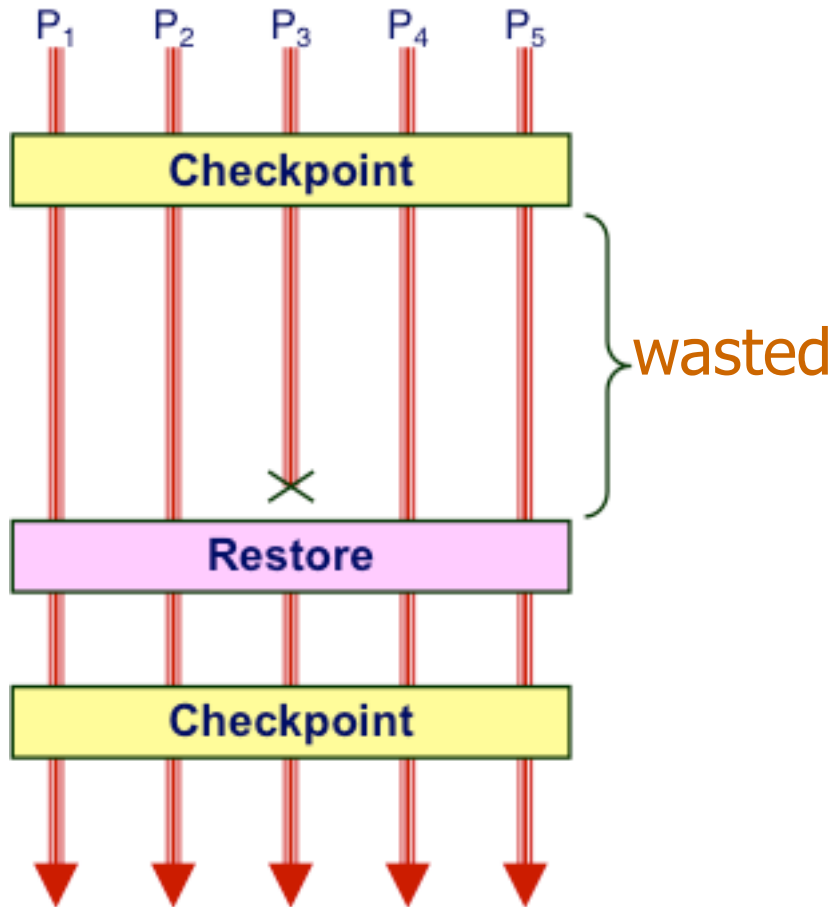 P₁ P₂ P₃ P₄ P₅
Checkpoint
wasted
Restore
Checkpoint